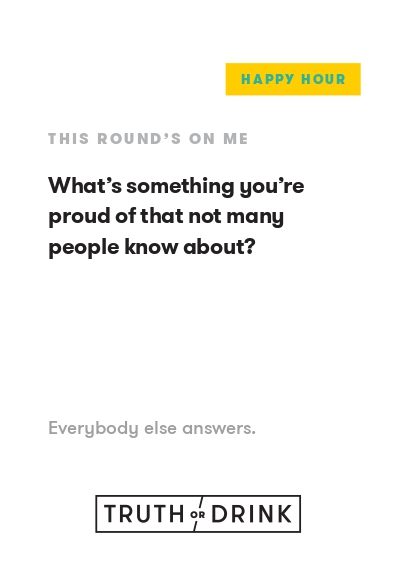 HAPPY HOUR
THIS ROUND’S ON ME
What’s something you’re
proud of that not many
people know about?
Everybody else answers.
TRUTH OR DRINK